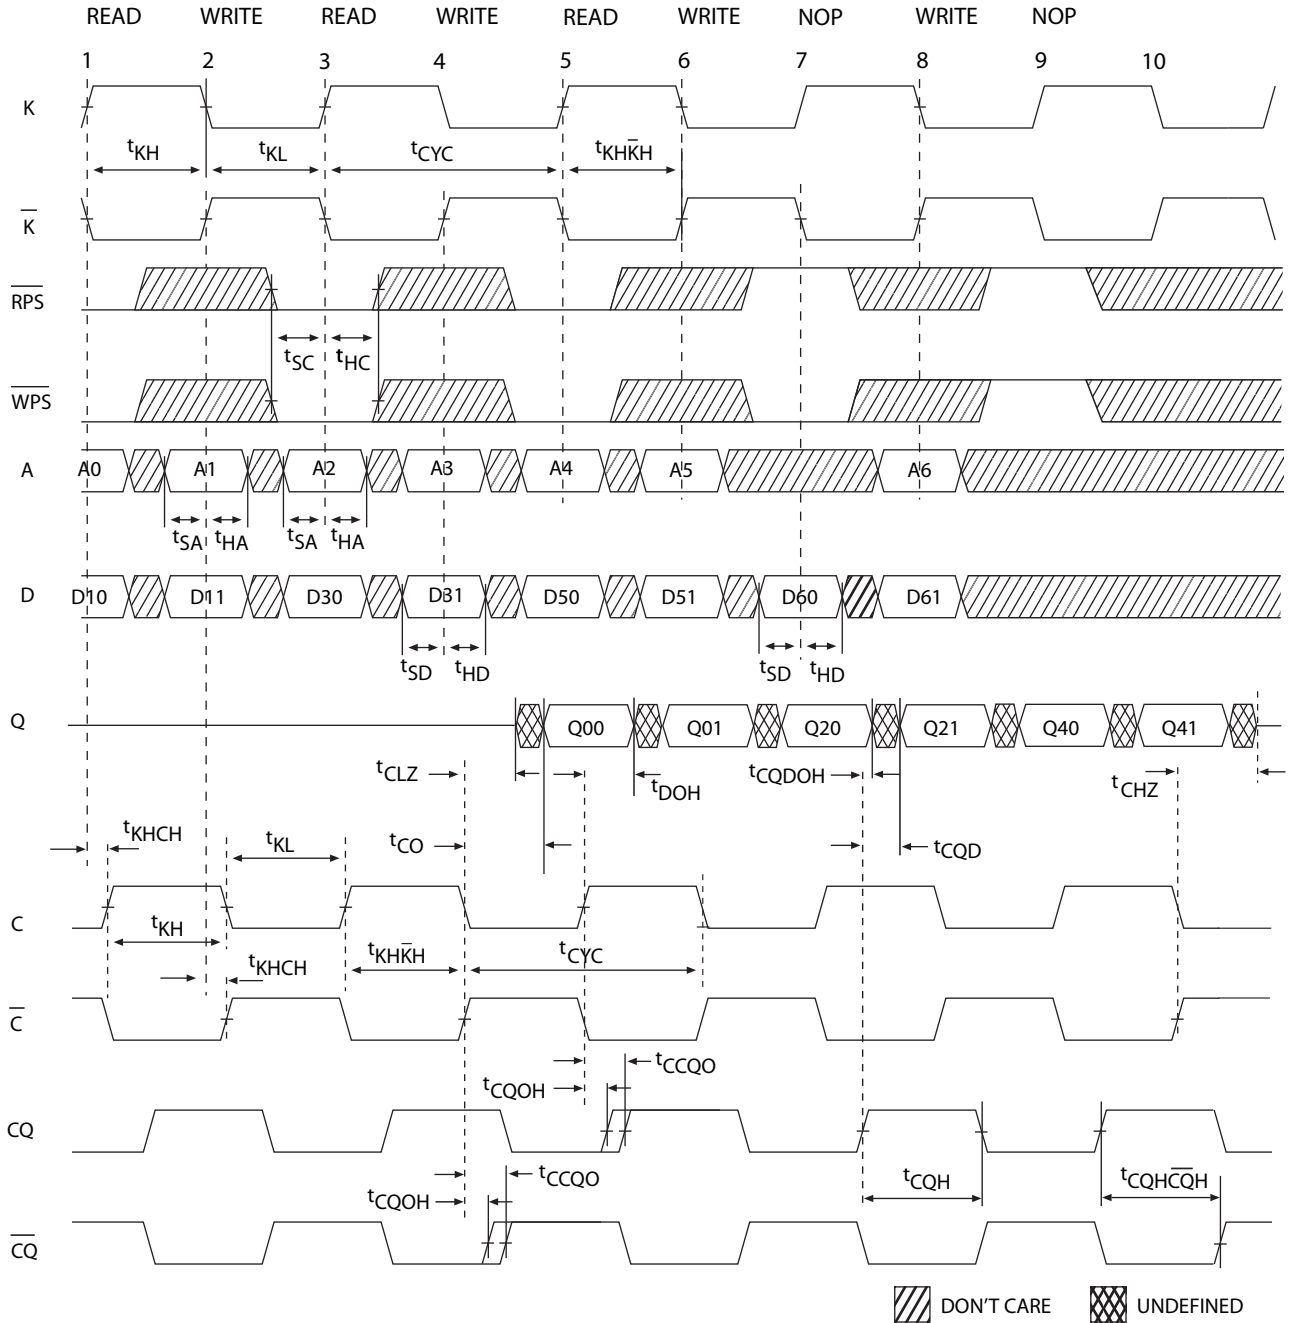 READ WRITE READ WRITE READ NOP WRITE NOP
1 2 3 4 5 6 7 8 9 10
K
tKH tKL tCYC tKHK̅H
K̅
R̅P̅S̅
tSC tHC
W̅P̅S̅
A A0 A1 A2 A3 A4 A5 A6
tSA tHA tSA tHA
D D10 D11 D30 D31 D50 D51 D60 D61
tSD tHD tSD tHD
Q Q00 Q01 Q20 Q21 Q40 Q41
tCLZ tDOH tCQDOH tCHZ
tKHCH tKL tCO tCQD
C
tKH tKHK̅H tCYC
tKHCH
C̅
tCCQO
tCQOH
CQ
tCCQO tCQH tCQHC̅Q̅H
tCQOH
C̅Q̅
DON'T CARE UNDEFINED